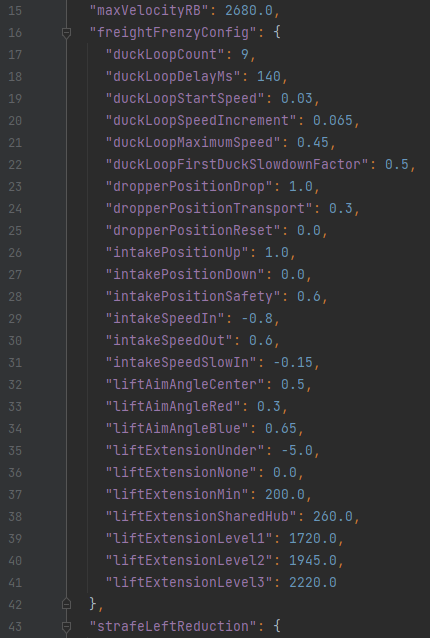 15 "maxVelocityRB": 2680.0,
16 "freightFrenzyConfig": {
17 "duckLoopCount": 9,
18 "duckLoopDelayMs": 140,
19 "duckLoopStartSpeed": 0.03,
20 "duckLoopSpeedIncrement": 0.065,
21 "duckLoopMaximumSpeed": 0.45,
22 "duckLoopFirstDuckSlowdownFactor": 0.5,
23 "dropperPositionDrop": 1.0,
24 "dropperPositionTransport": 0.3,
25 "dropperPositionReset": 0.0,
26 "intakePositionUp": 1.0,
27 "intakePositionDown": 0.0,
28 "intakePositionSafety": 0.6,
29 "intakeSpeedIn": -0.8,
30 "intakeSpeedOut": 0.6,
31 "intakeSpeedSlowIn": -0.15,
32 "liftAimAngleCenter": 0.5,
33 "liftAimAngleRed": 0.3,
34 "liftAimAngleBlue": 0.65,
35 "liftExtensionUnder": -5.0,
36 "liftExtensionNone": 0.0,
37 "liftExtensionMin": 200.0,
38 "liftExtensionSharedHub": 260.0,
39 "liftExtensionLevel1": 1720.0,
40 "liftExtensionLevel2": 1945.0,
41 "liftExtensionLevel3": 2220.0
42 },
43 "strafeLeftReduction": {